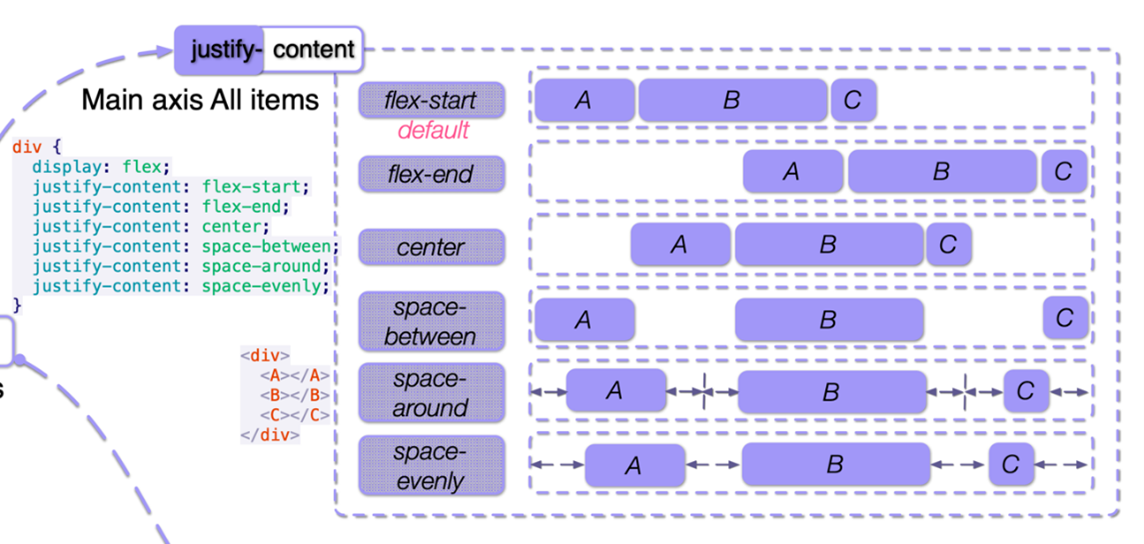 justify- content
Main axis All items
div {
display: flex;
justify-content: flex-start;
justify-content: flex-end;
justify-content: center;
justify-content: space-between;
justify-content: space-around;
justify-content: space-evenly;
}
<div>
<A></A>
<B></B>
<C></C>
</div>
s
flex-start
default
A B C
flex-end
A B C
center
A B C
space-
between
A B C
space-
around
A B C
space-
evenly
A B C